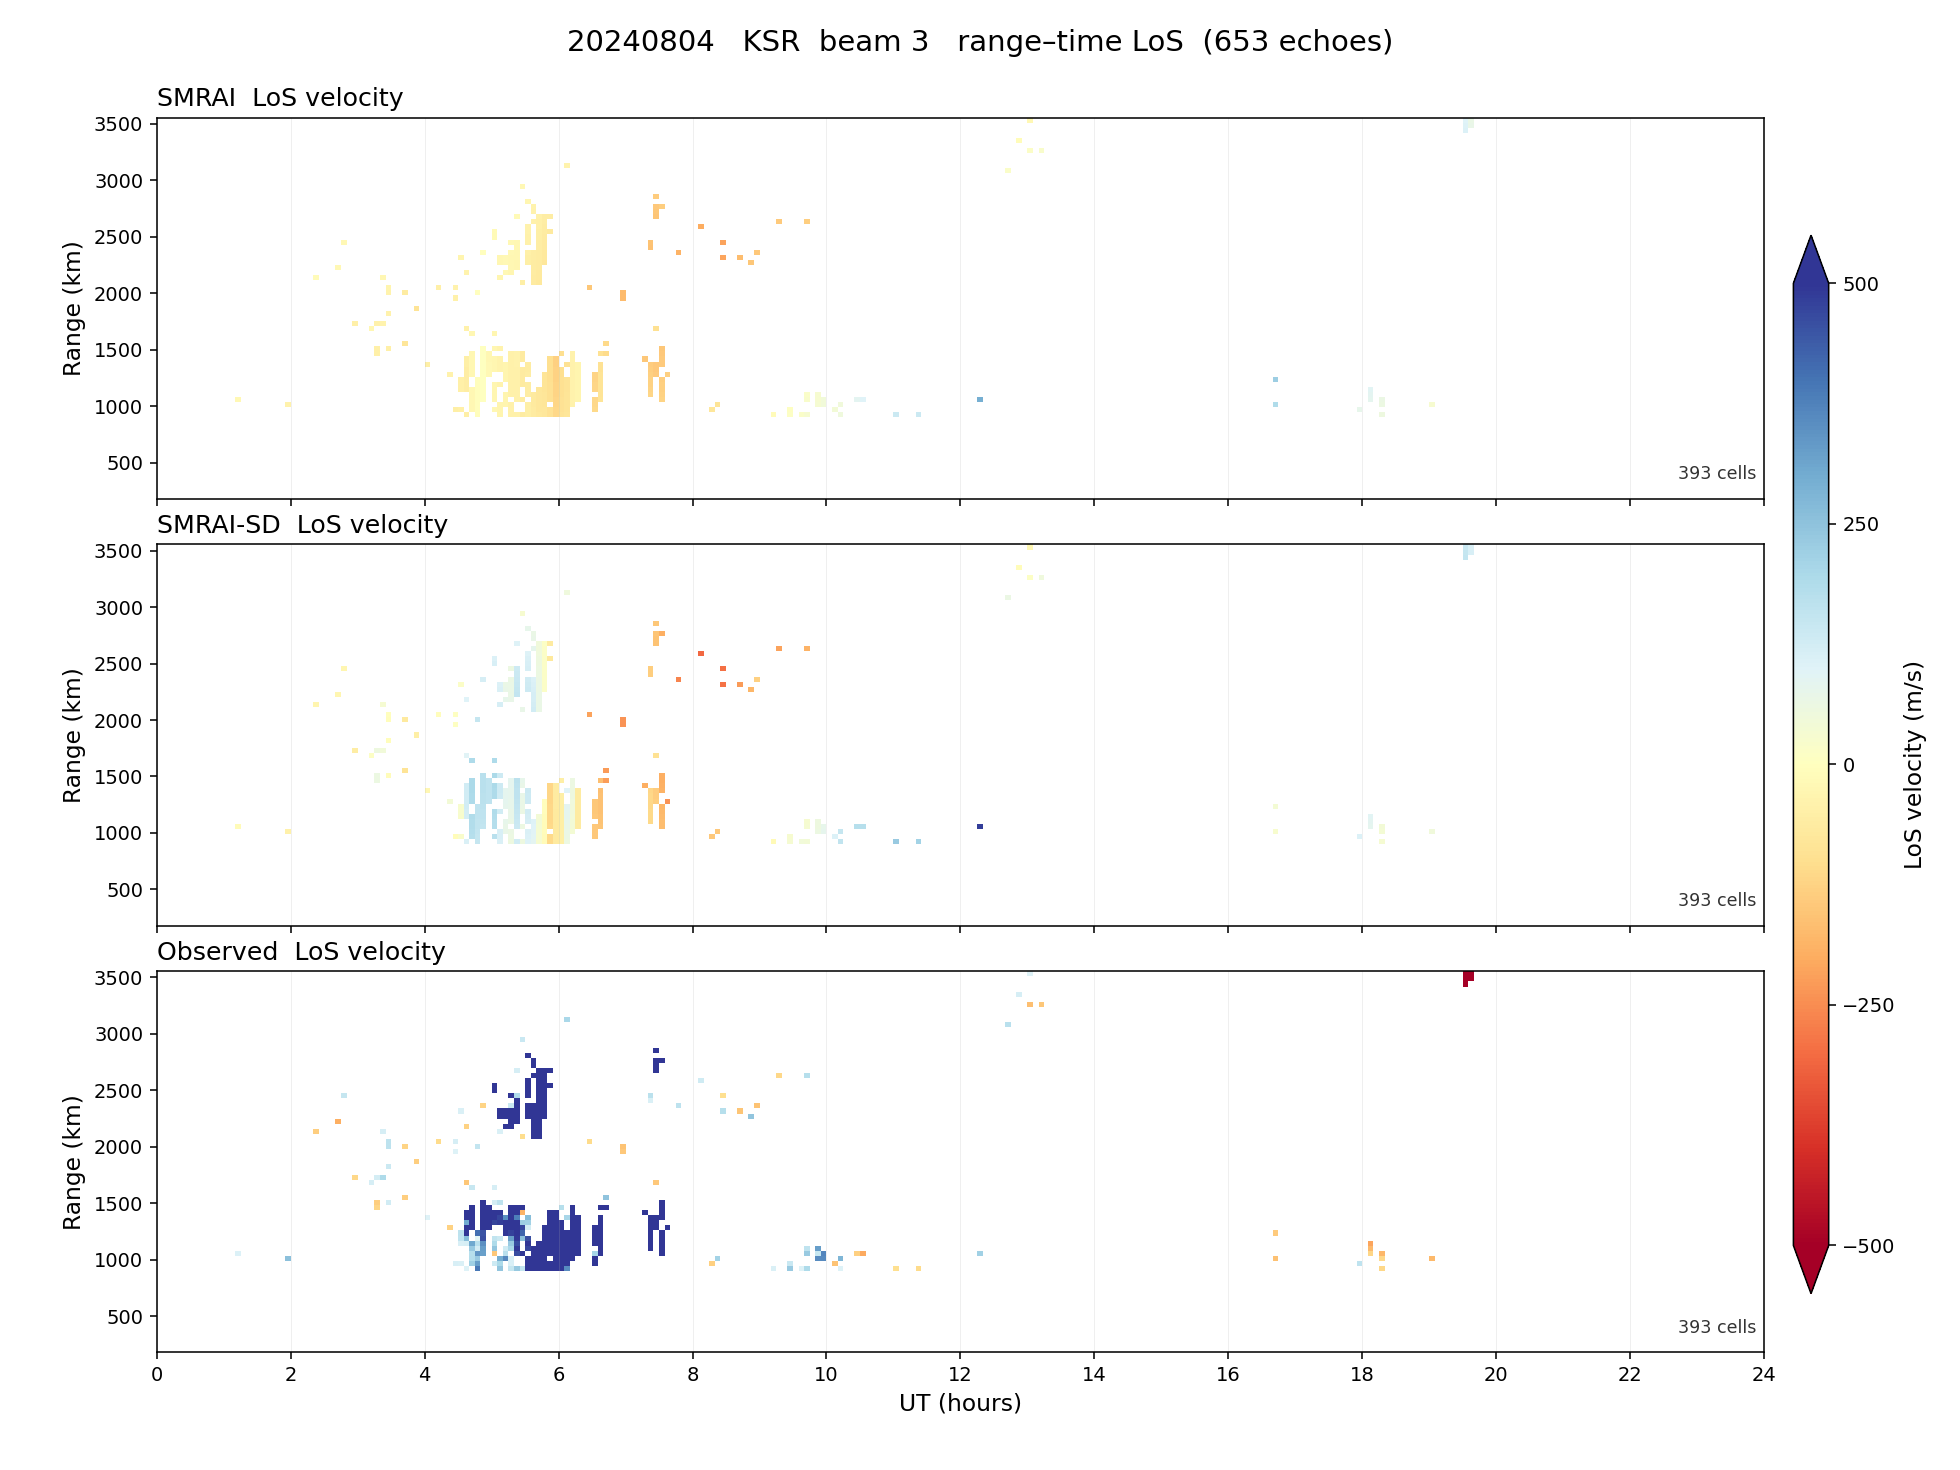 20240804   KSR  beam 3   range–time LoS  (653 echoes)
SMRAI  LoS velocity
3500
3000
2500
2000
1500
1000
500
Range (km)
393 cells
SMRAI-SD  LoS velocity
3500
3000
2500
2000
1500
1000
500
Range (km)
393 cells
Observed  LoS velocity
3500
3000
2500
2000
1500
1000
500
Range (km)
393 cells
0 2 4 6 8 10 12 14 16 18 20 22 24
UT (hours)
500
250
0
−250
−500
LoS velocity (m/s)